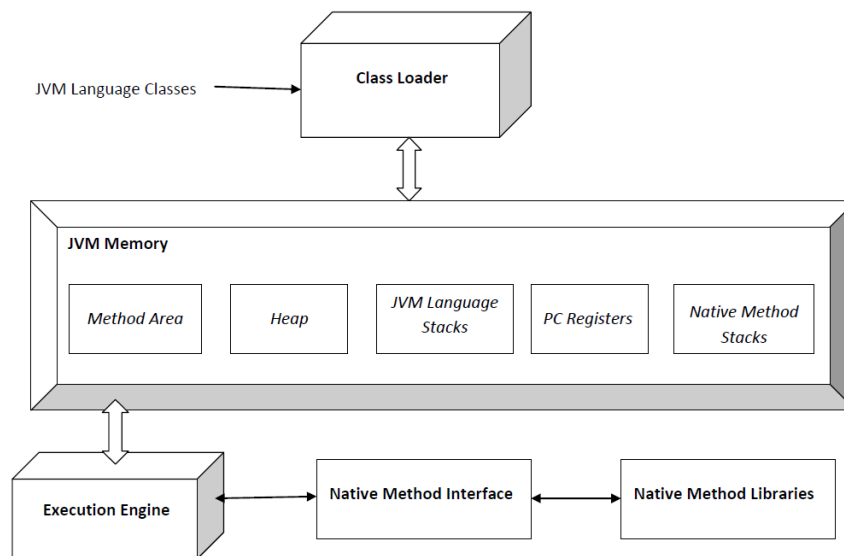 Class Loader
JVM Language Classes
JVM Memory
Method Area
Heap
JVM Language
Stacks
PC Registers
Native Method
Stacks
Execution Engine
Native Method Interface
Native Method Libraries